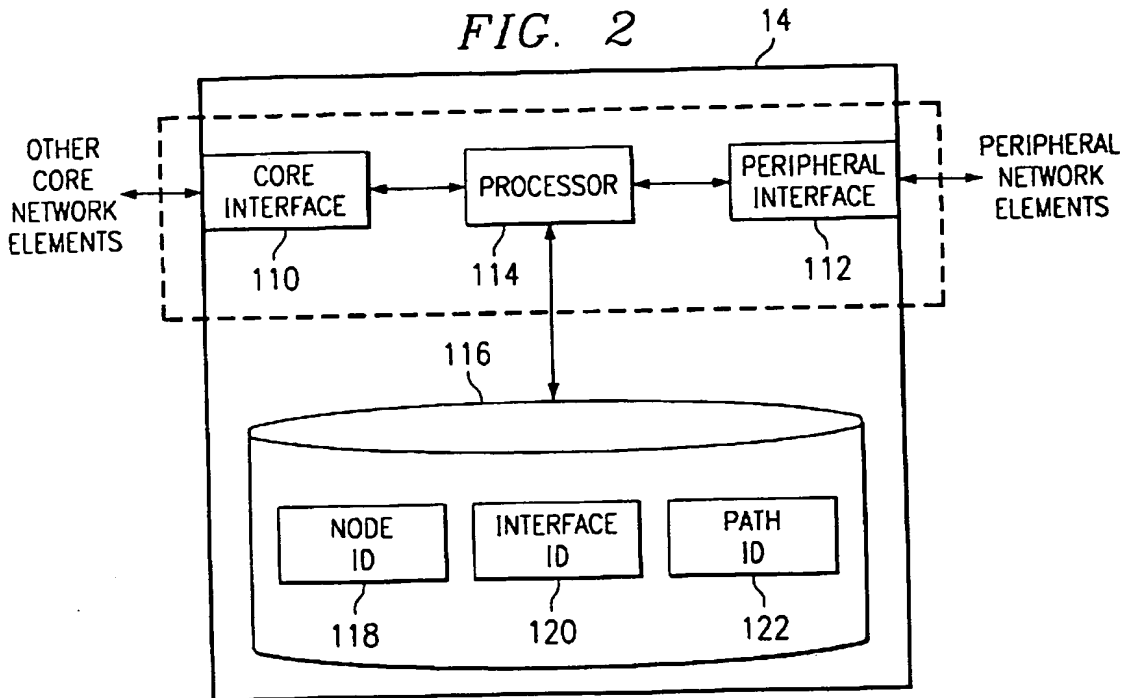 FIG. 2
14
OTHER
CORE
NETWORK
ELEMENTS
CORE
INTERFACE
110
PROCESSOR
114
PERIPHERAL
INTERFACE
112
PERIPHERAL
NETWORK
ELEMENTS
116
NODE
ID
118
INTERFACE
ID
120
PATH
ID
122